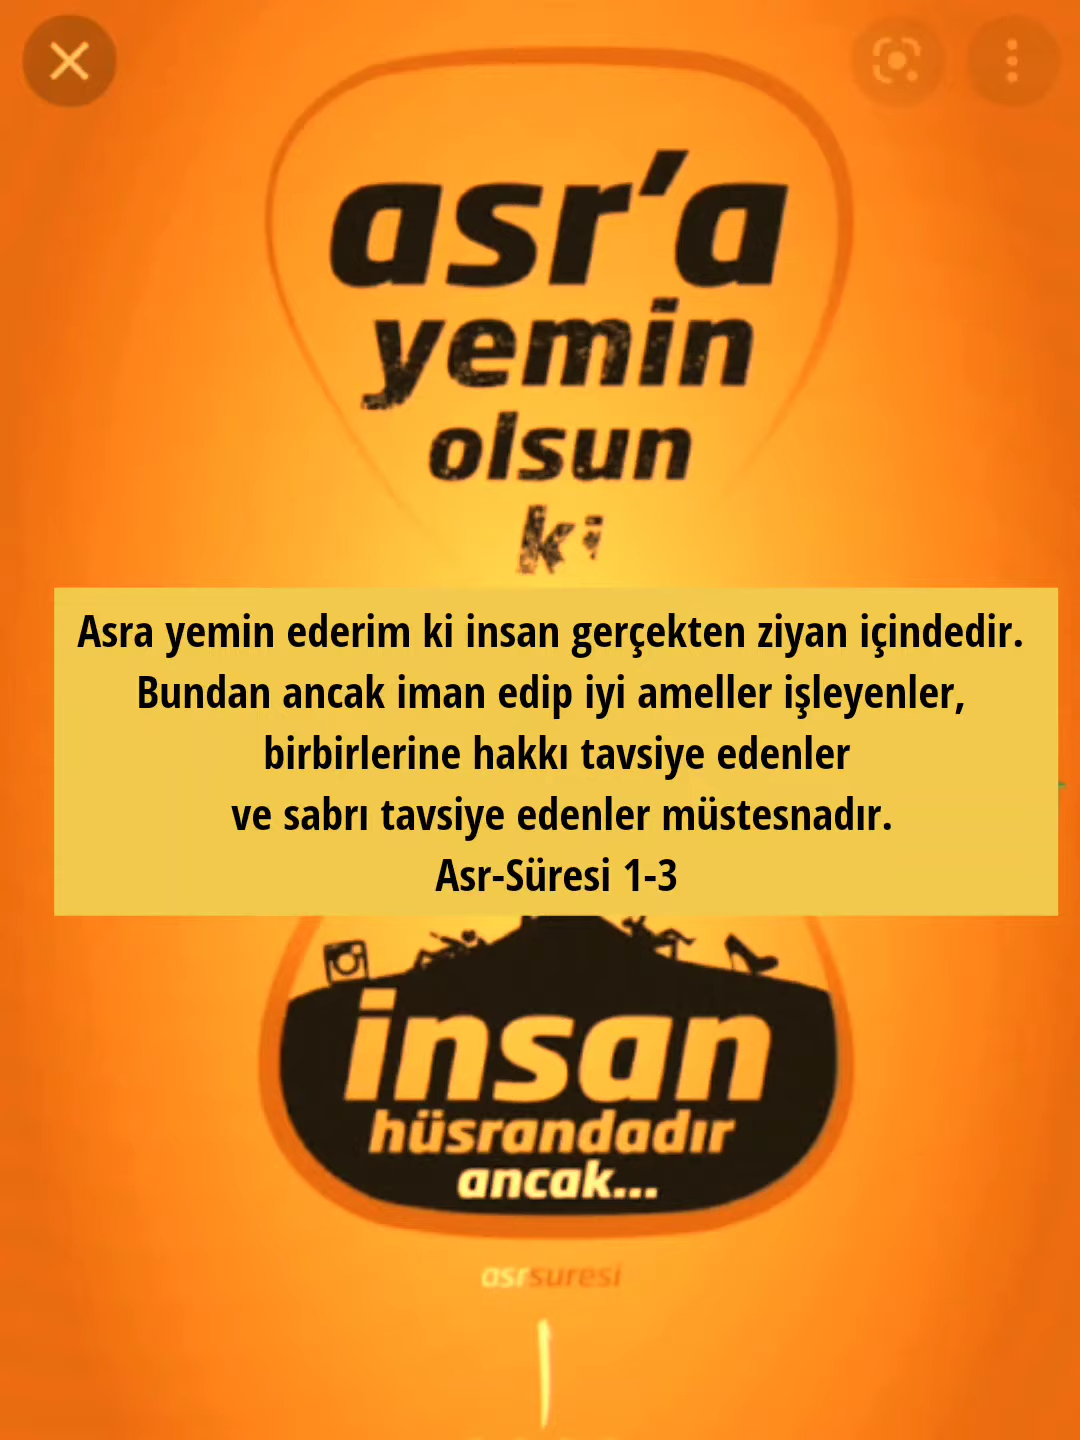 asr'a
yemin
olsun
ki
Asra yemin ederim ki insan gerçekten ziyan içindedir.
Bundan ancak iman edip iyi ameller işleyenler,
birbirlerine hakkı tavsiye edenler
ve sabrı tavsiye edenler müstesnadır.
Asr-Süresi 1-3
insan
hüsrandadır
ancak...
asrsuresi